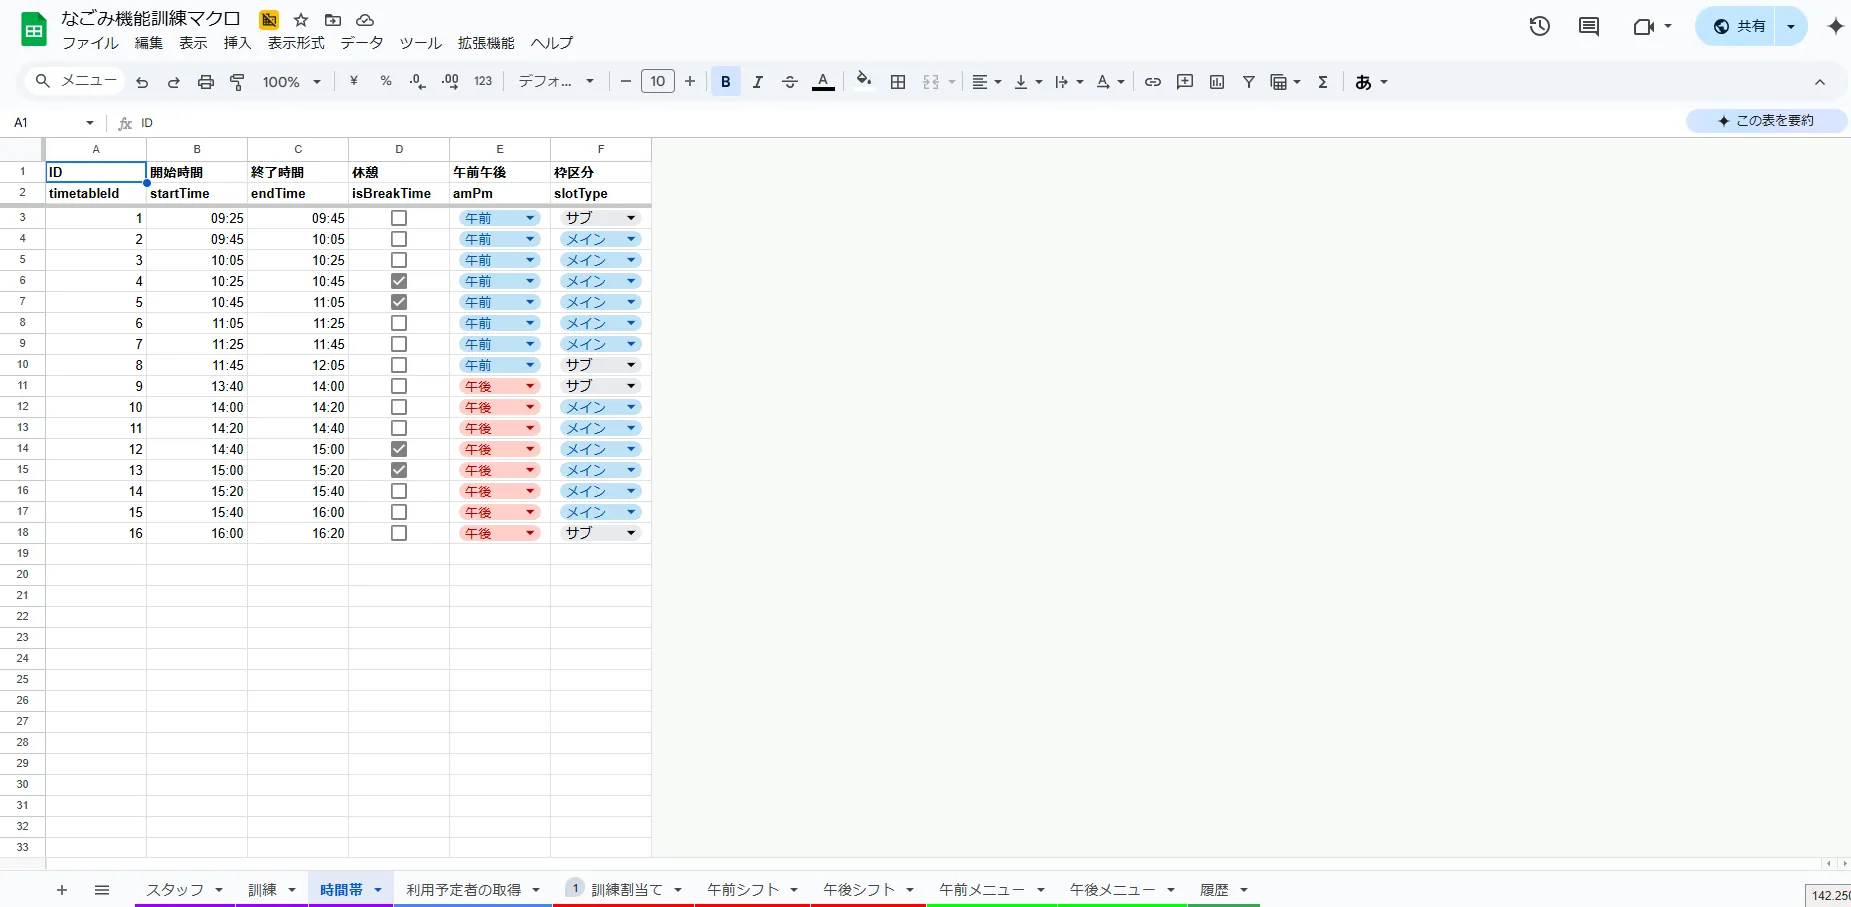 なごみ機能訓練マクロ
ファイル 編集 表示 挿入 表示形式 データ ツール 拡張機能 ヘルプ
共有
メニュー 100% ¥ % .0 .00 123 デフォ... − 10 + B I S A Σ あ
A1 fx ID
この表を要約
A B C D E F
1 ID 開始時間 終了時間 休憩 午前午後 枠区分
2 timetableId startTime endTime isBreakTime amPm slotType
3 1 09:25 09:45 午前 サブ
4 2 09:45 10:05 午前 メイン
5 3 10:05 10:25 午前 メイン
6 4 10:25 10:45 午前 メイン
7 5 10:45 11:05 午前 メイン
8 6 11:05 11:25 午前 メイン
9 7 11:25 11:45 午前 メイン
10 8 11:45 12:05 午前 サブ
11 9 13:40 14:00 午後 サブ
12 10 14:00 14:20 午後 メイン
13 11 14:20 14:40 午後 メイン
14 12 14:40 15:00 午後 メイン
15 13 15:00 15:20 午後 メイン
16 14 15:20 15:40 午後 メイン
17 15 15:40 16:00 午後 メイン
18 16 16:00 16:20 午後 サブ
19
20
21
22
23
24
25
26
27
28
29
30
31
32
33
+ スタッフ 訓練 時間帯 利用予定者の取得 1 訓練割当て 午前シフト 午後シフト 午前メニュー 午後メニュー 履歴
142.250